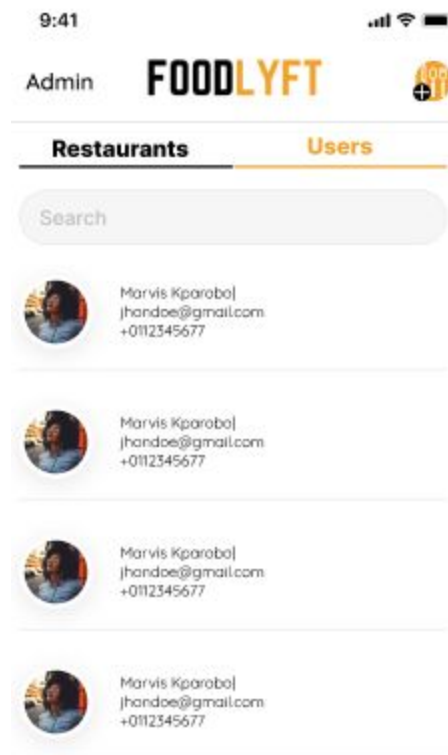 9:41
Admin
FOODLYFT
Restaurants
Users
Search
Marvis Kparobo|
jhondoe@gmail.com
+0112345677
Marvis Kparobo|
jhondoe@gmail.com
+0112345677
Marvis Kparobo|
jhondoe@gmail.com
+0112345677
Marvis Kparobo|
jhondoe@gmail.com
+0112345677